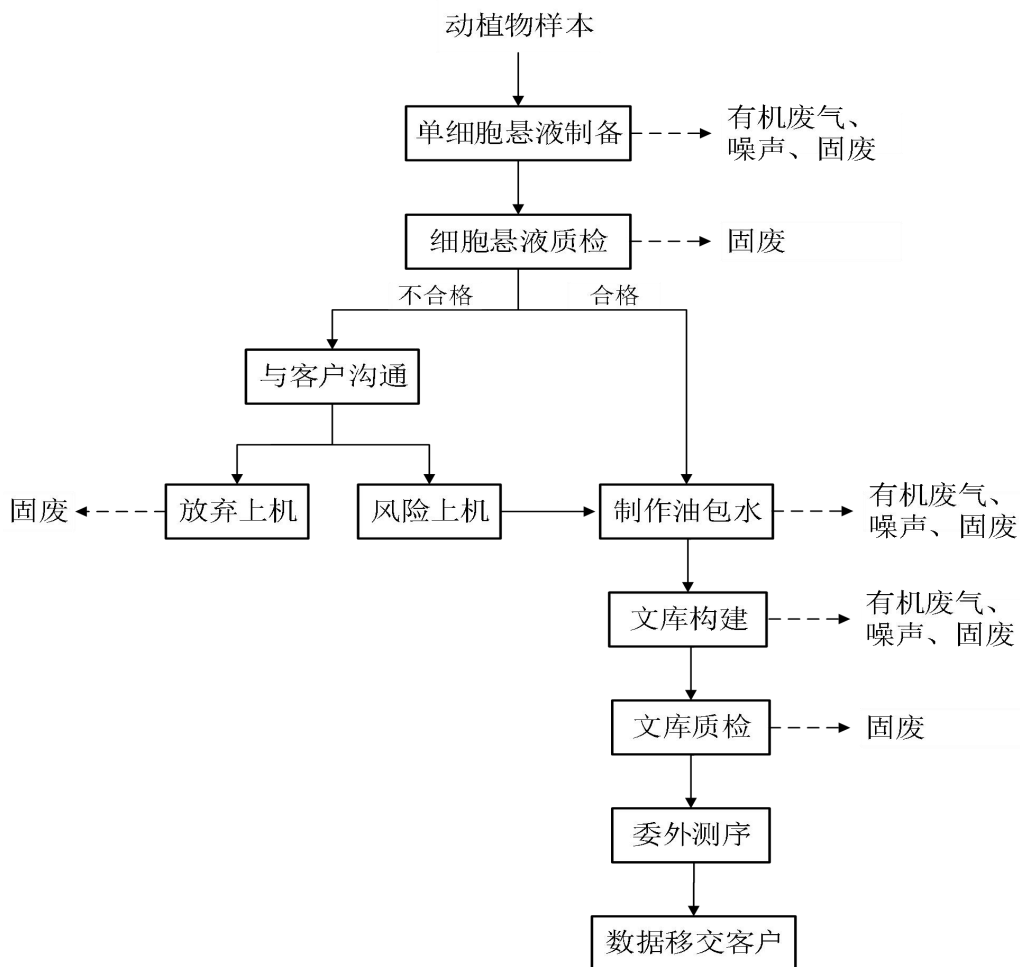 动植物样本
单细胞悬液制备
有机废气、
噪声、固废
细胞悬液质检
固废
不合格
合格
与客户沟通
固废
放弃上机
风险上机
制作油包水
有机废气、
噪声、固废
文库构建
有机废气、
噪声、固废
文库质检
固废
委外测序
数据移交客户